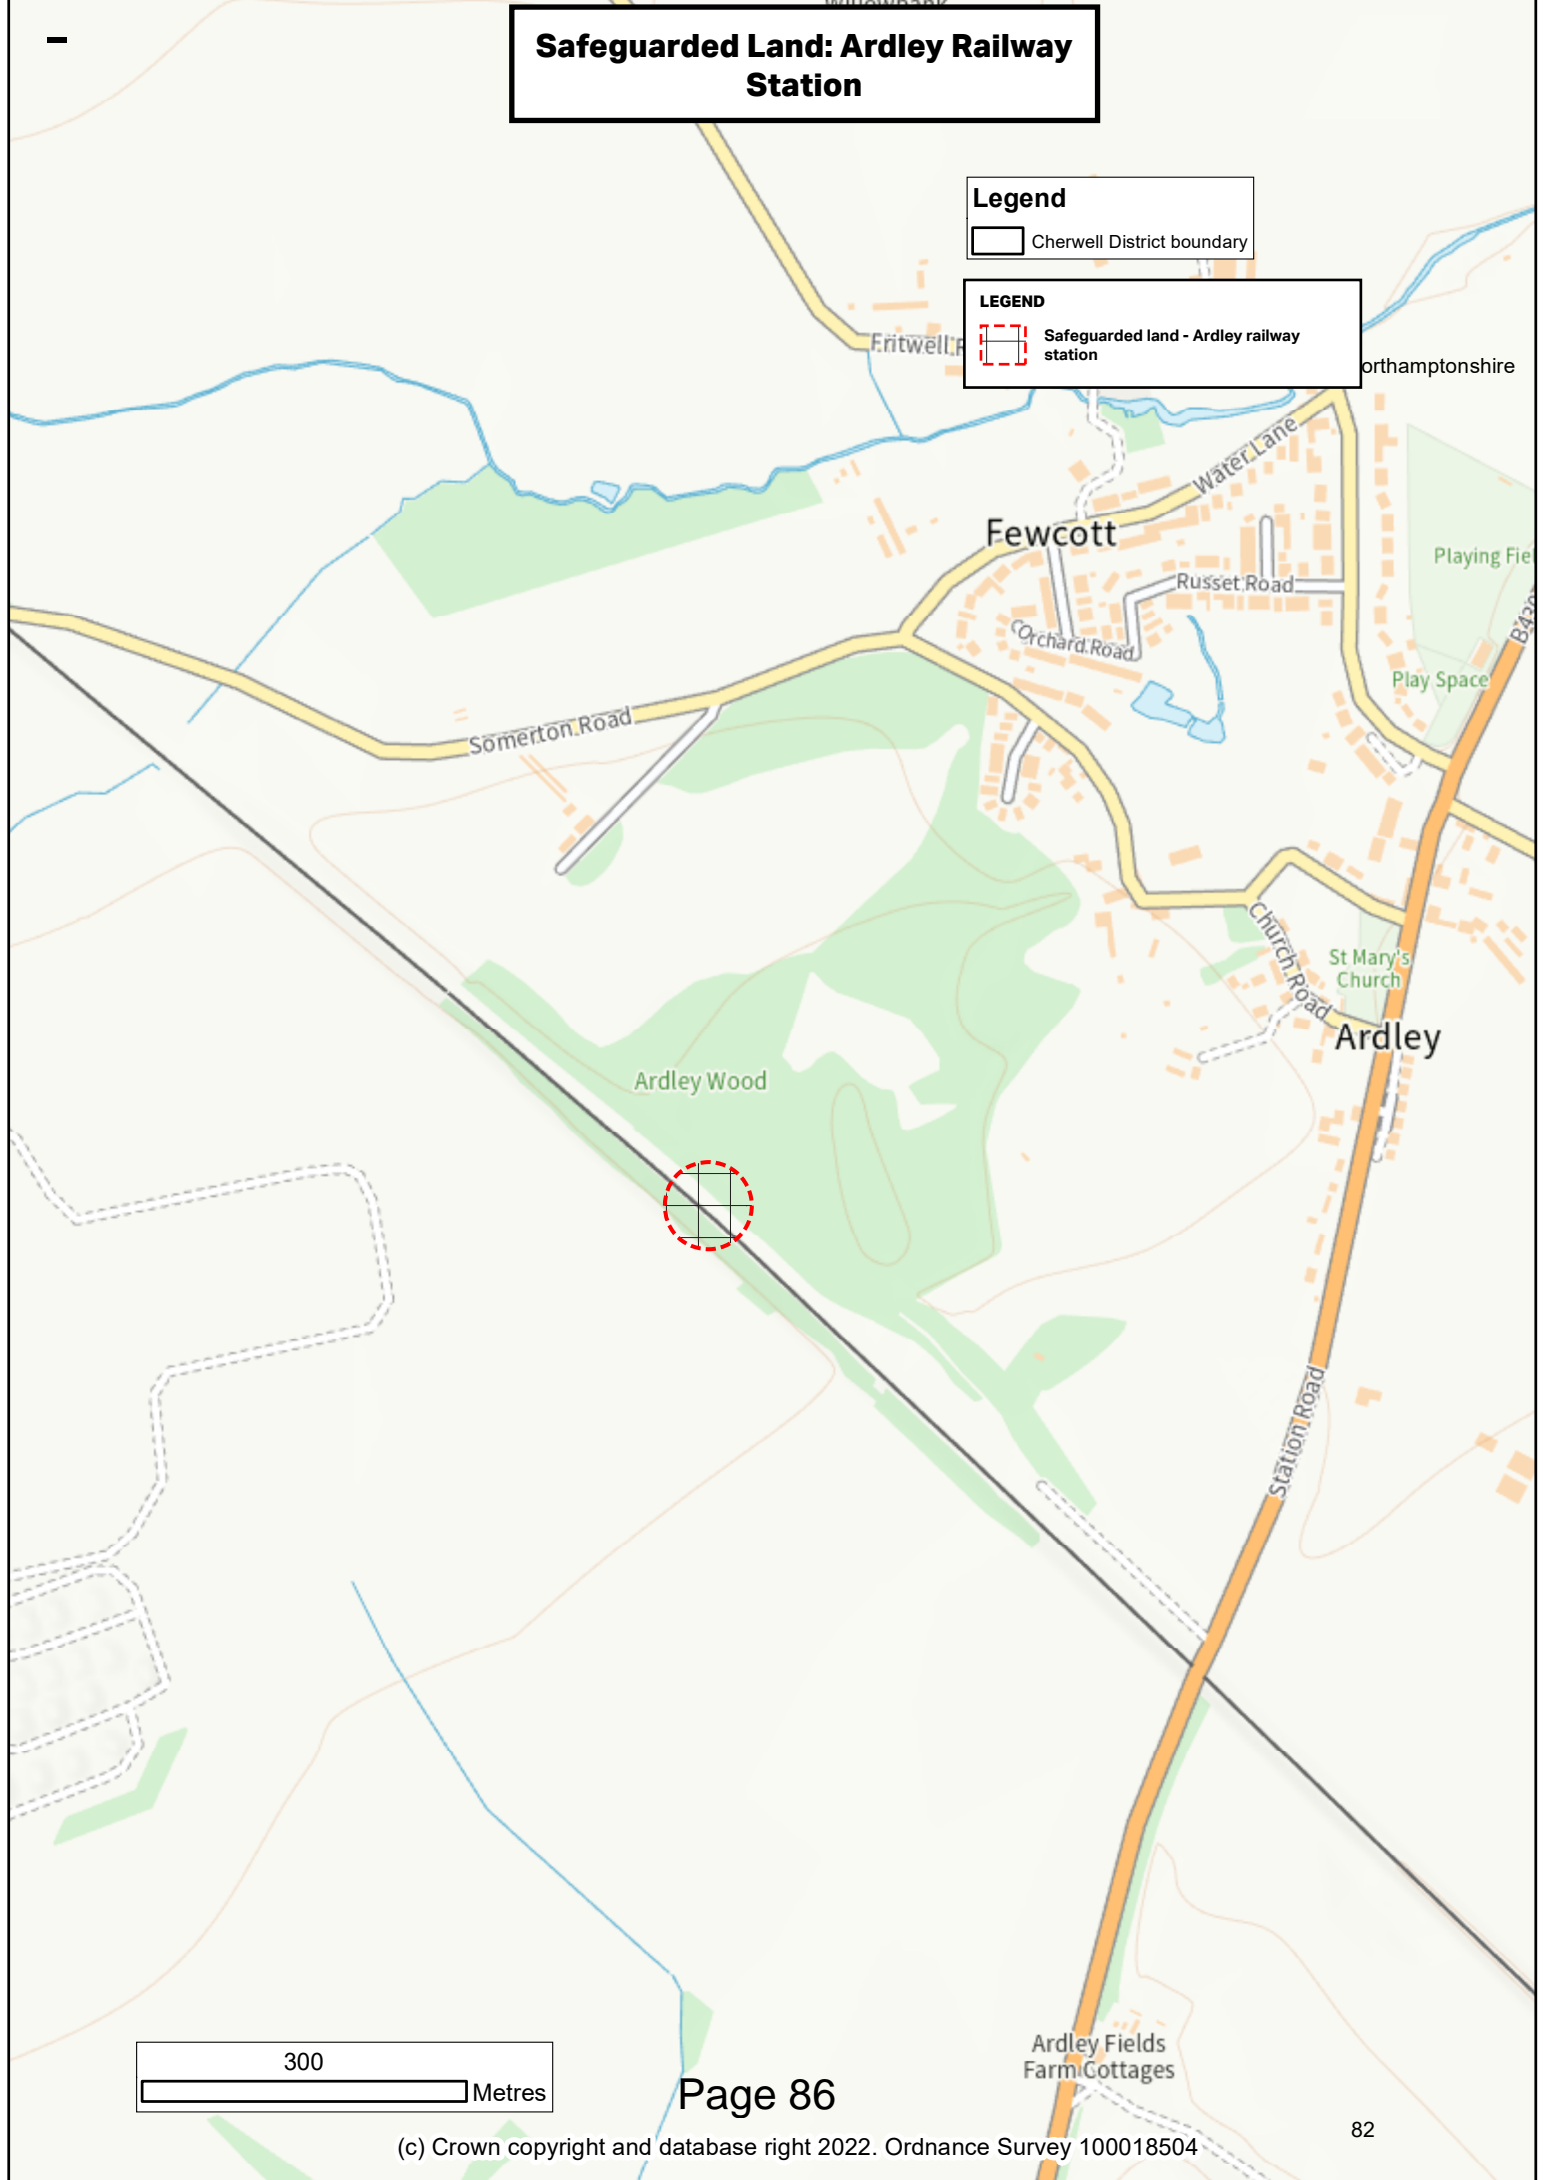 Safeguarded Land: Ardley Railway
Station
Legend
Cherwell District boundary
LEGEND
Safeguarded land - Ardley railway
station
orthamptonshire
Water Lane
Fewcott
Playing Fie
Russet Road
Orchard Road
Play Space
Somerton Road
Church Road
St Mary's
Church
Ardley
Ardley Wood
Station Road
Ardley Fields
Farm Cottages
300
Metres
Page 86
82
(c) Crown copyright and database right 2022. Ordnance Survey 100018504